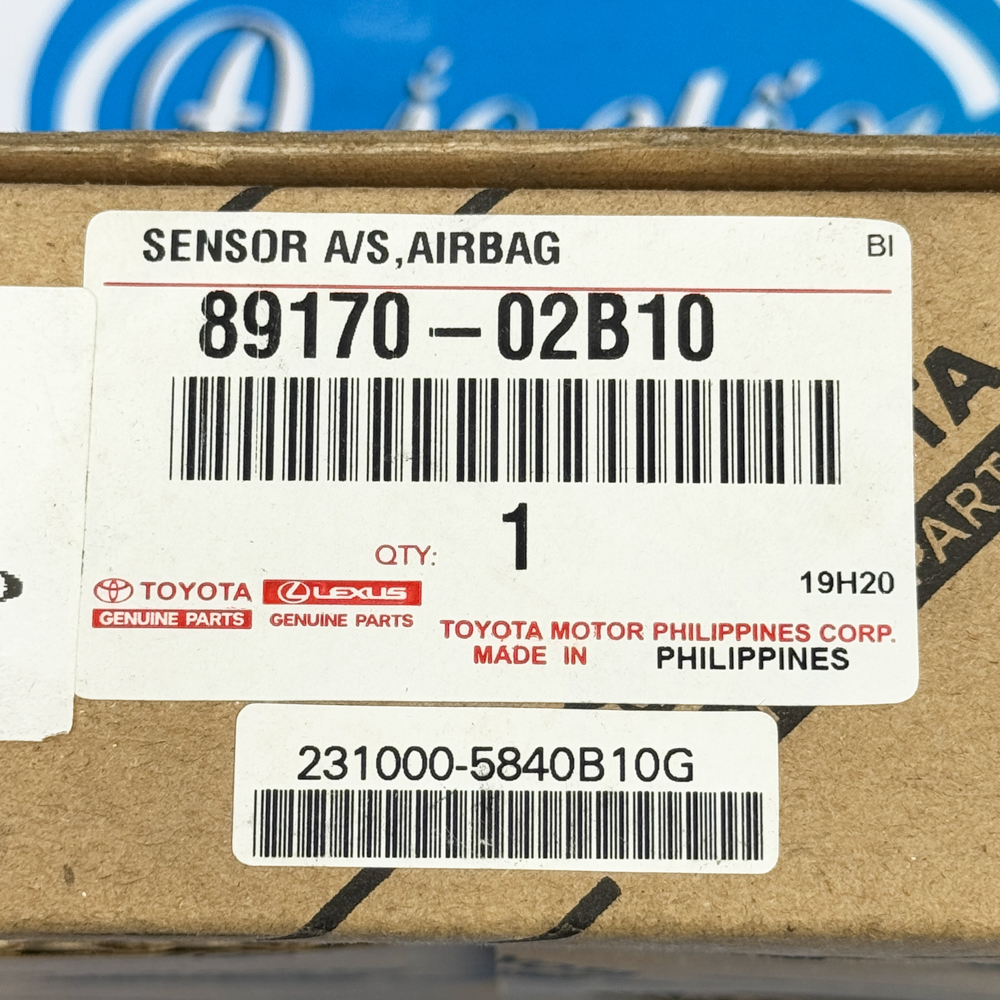 SENSOR A/S,AIRBAG BI
89170-02B10
QTY: 1
TOYOTA LEXUS 19H20
GENUINE PARTS GENUINE PARTS
TOYOTA MOTOR PHILIPPINES CORP.
MADE IN PHILIPPINES
231000-5840B10G